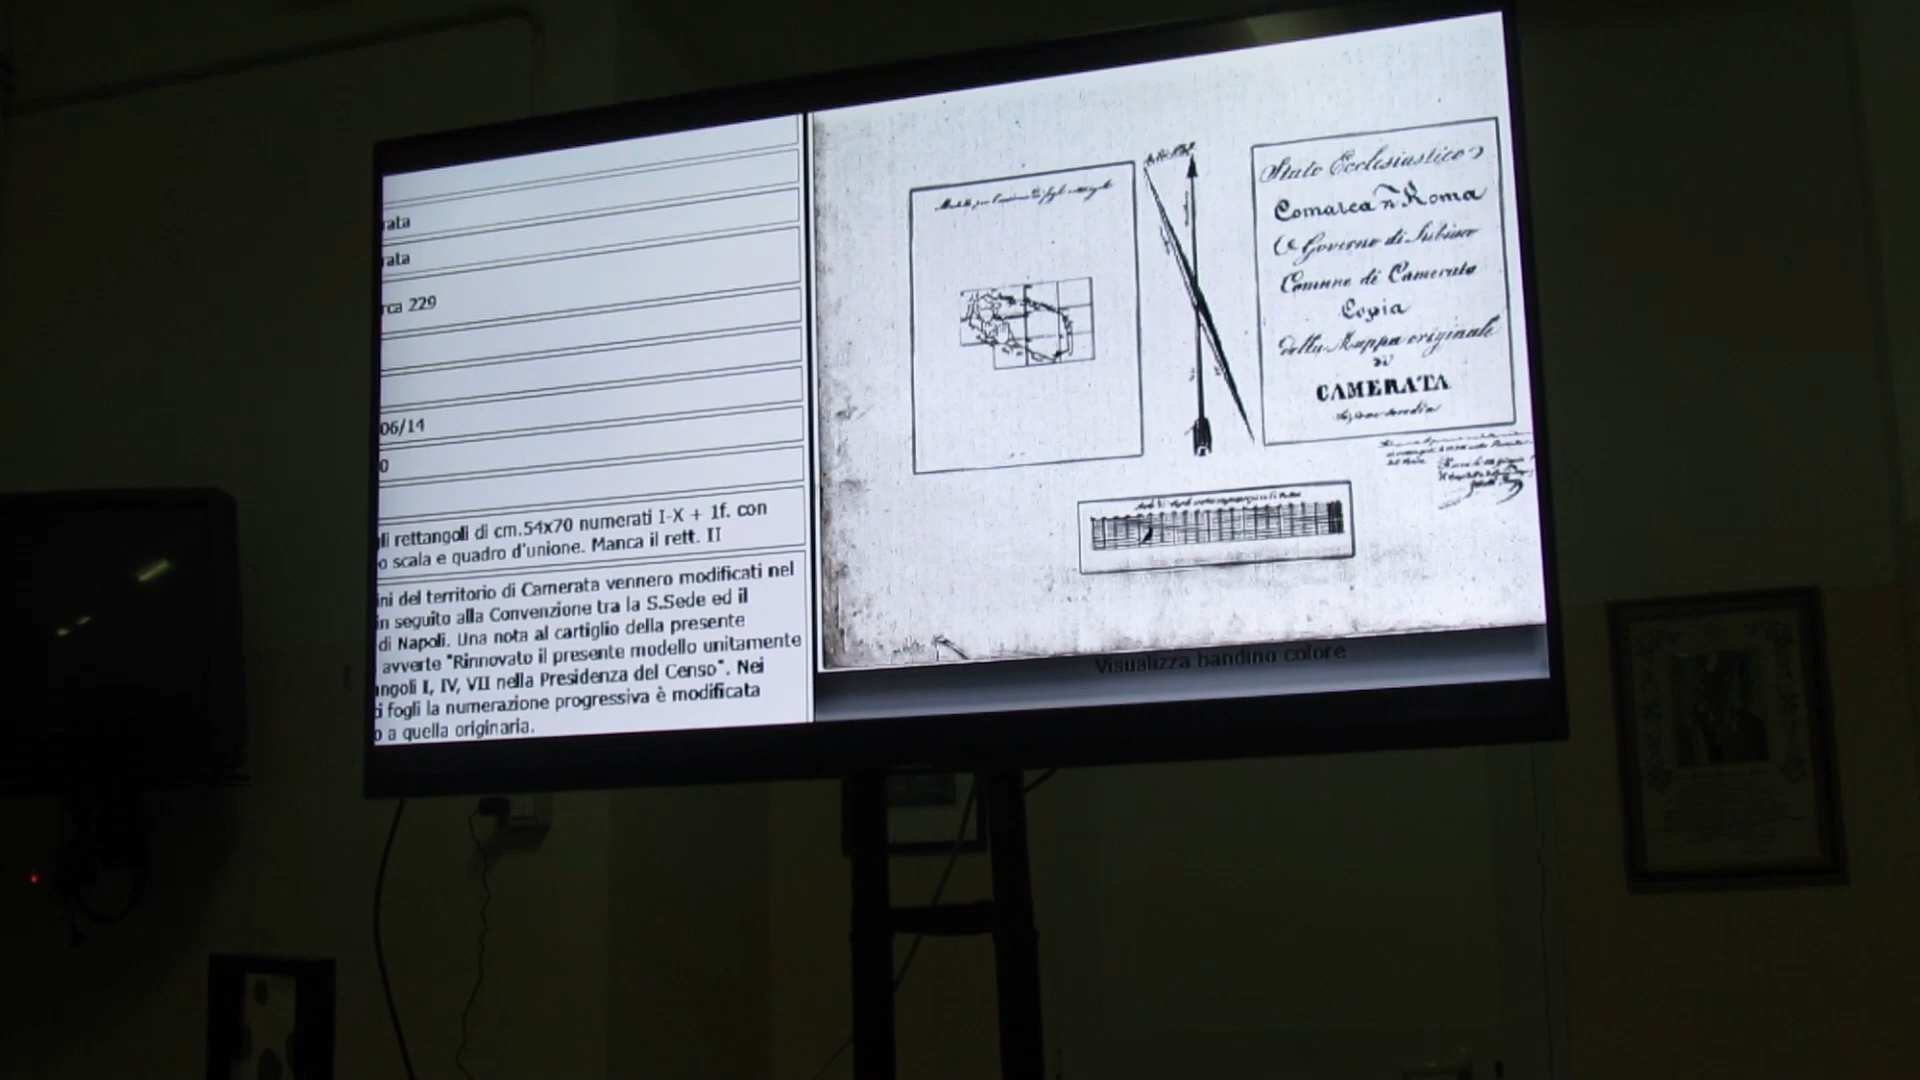 rata
rata
rca 229
06/14
0
li rettangoli di cm.54x70 numerati I-X + 1f. con
o scala e quadro d'unione. Manca il rett. II
ini del territorio di Camerata vennero modificati nel
in seguito alla Convenzione tra la S.Sede ed il
di Napoli. Una nota al cartiglio della presente
avverte "Rinnovato il presente modello unitamente
ngoli I, IV, VII nella Presidenza del Censo". Nei
i fogli la numerazione progressiva è modificata
o a quella originaria.
Stato Ecclesiastico
Comarca di Roma
Governo di Subiaco
Comune di Camerata
Copia
della Mappa originale
di
CAMERATA
Visualizza bandino colore